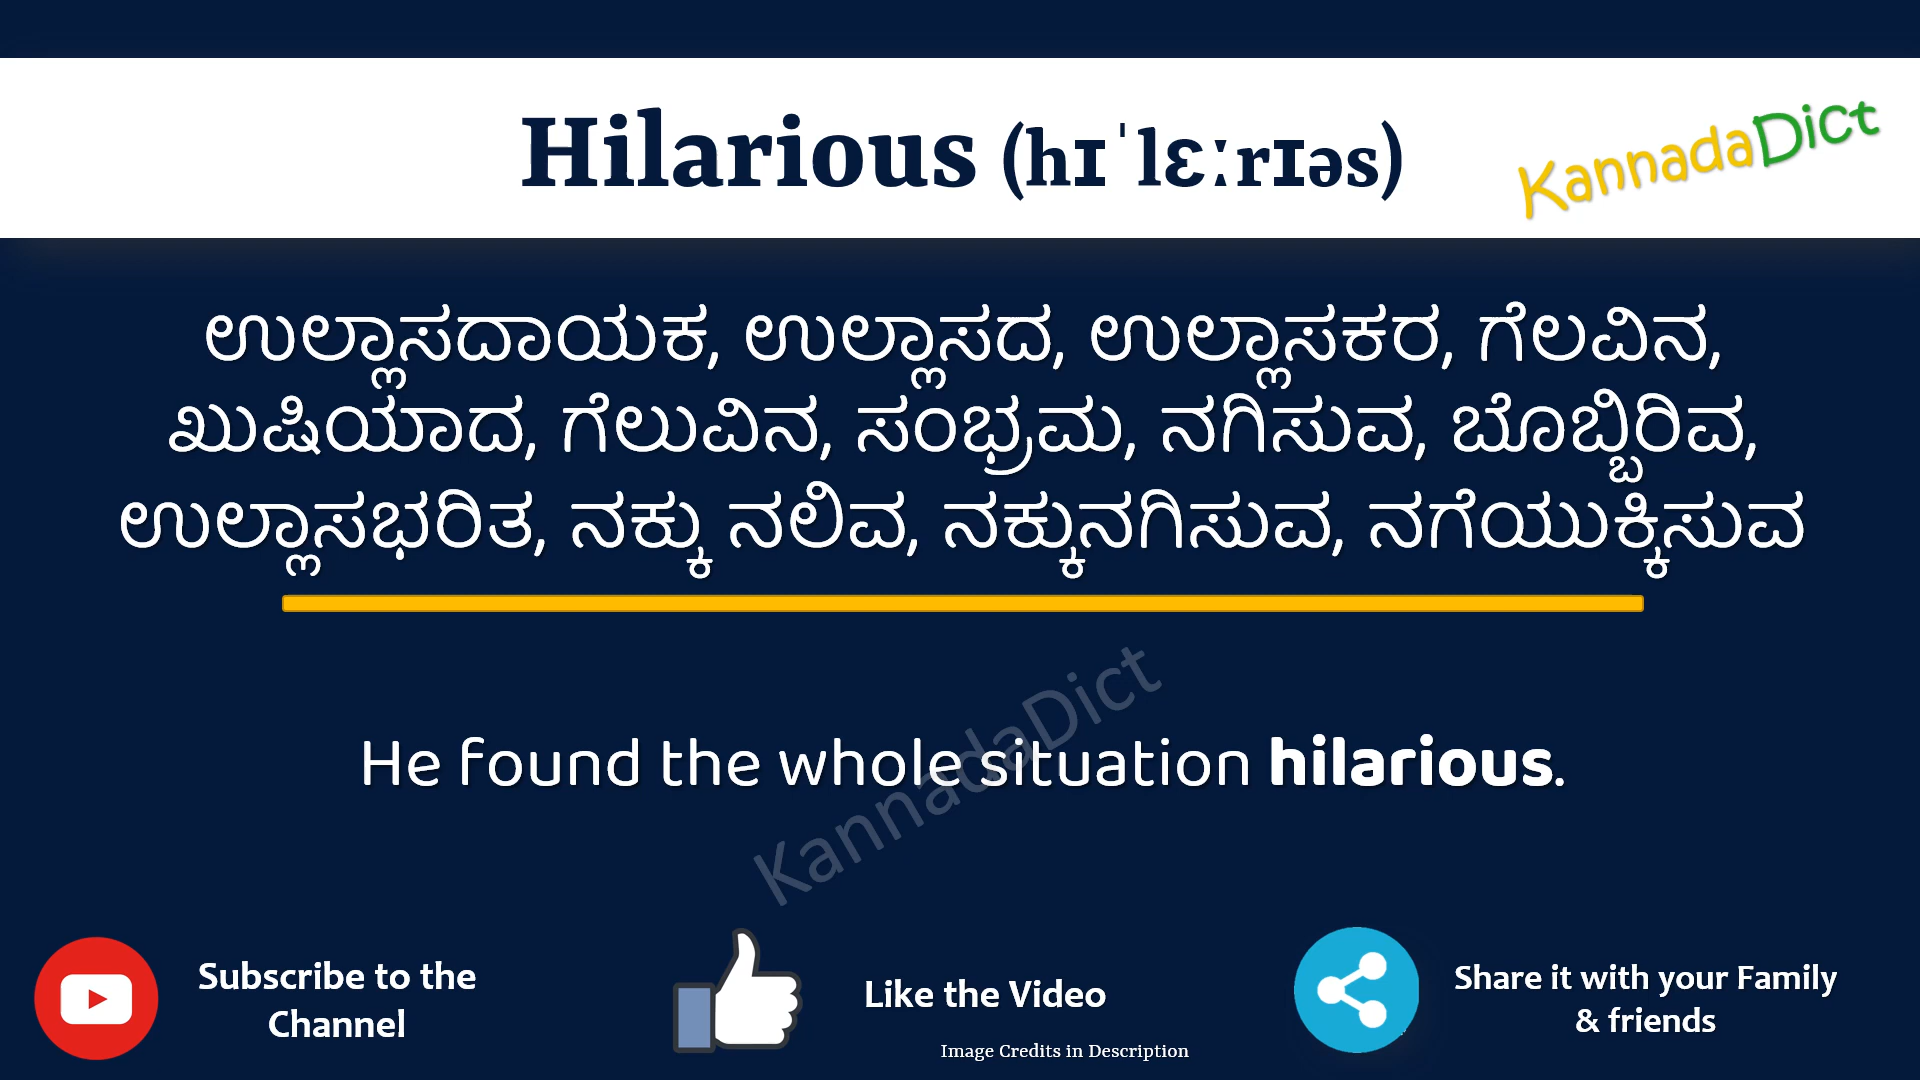 Hilarious (hɪˈlɛːrɪəs)
KannadaDict
ಉಲ್ಲಾಸದಾಯಕ, ಉಲ್ಲಾಸದ, ಉಲ್ಲಾಸಕರ, ಗೆಲವಿನ,
ಖುಷಿಯಾದ, ಗೆಲುವಿನ, ಸಂಭ್ರಮ, ನಗಿಸುವ, ಬೊಬ್ಬಿರಿವ,
ಉಲ್ಲಾಸಭರಿತ, ನಕ್ಕು ನಲಿವ, ನಕ್ಕುನಗಿಸುವ, ನಗೆಯುಕ್ಕಿಸುವ
He found the whole situation hilarious.
KannadaDict
Subscribe to the
Channel
Like the Video
Share it with your Family
& friends
Image Credits in Description